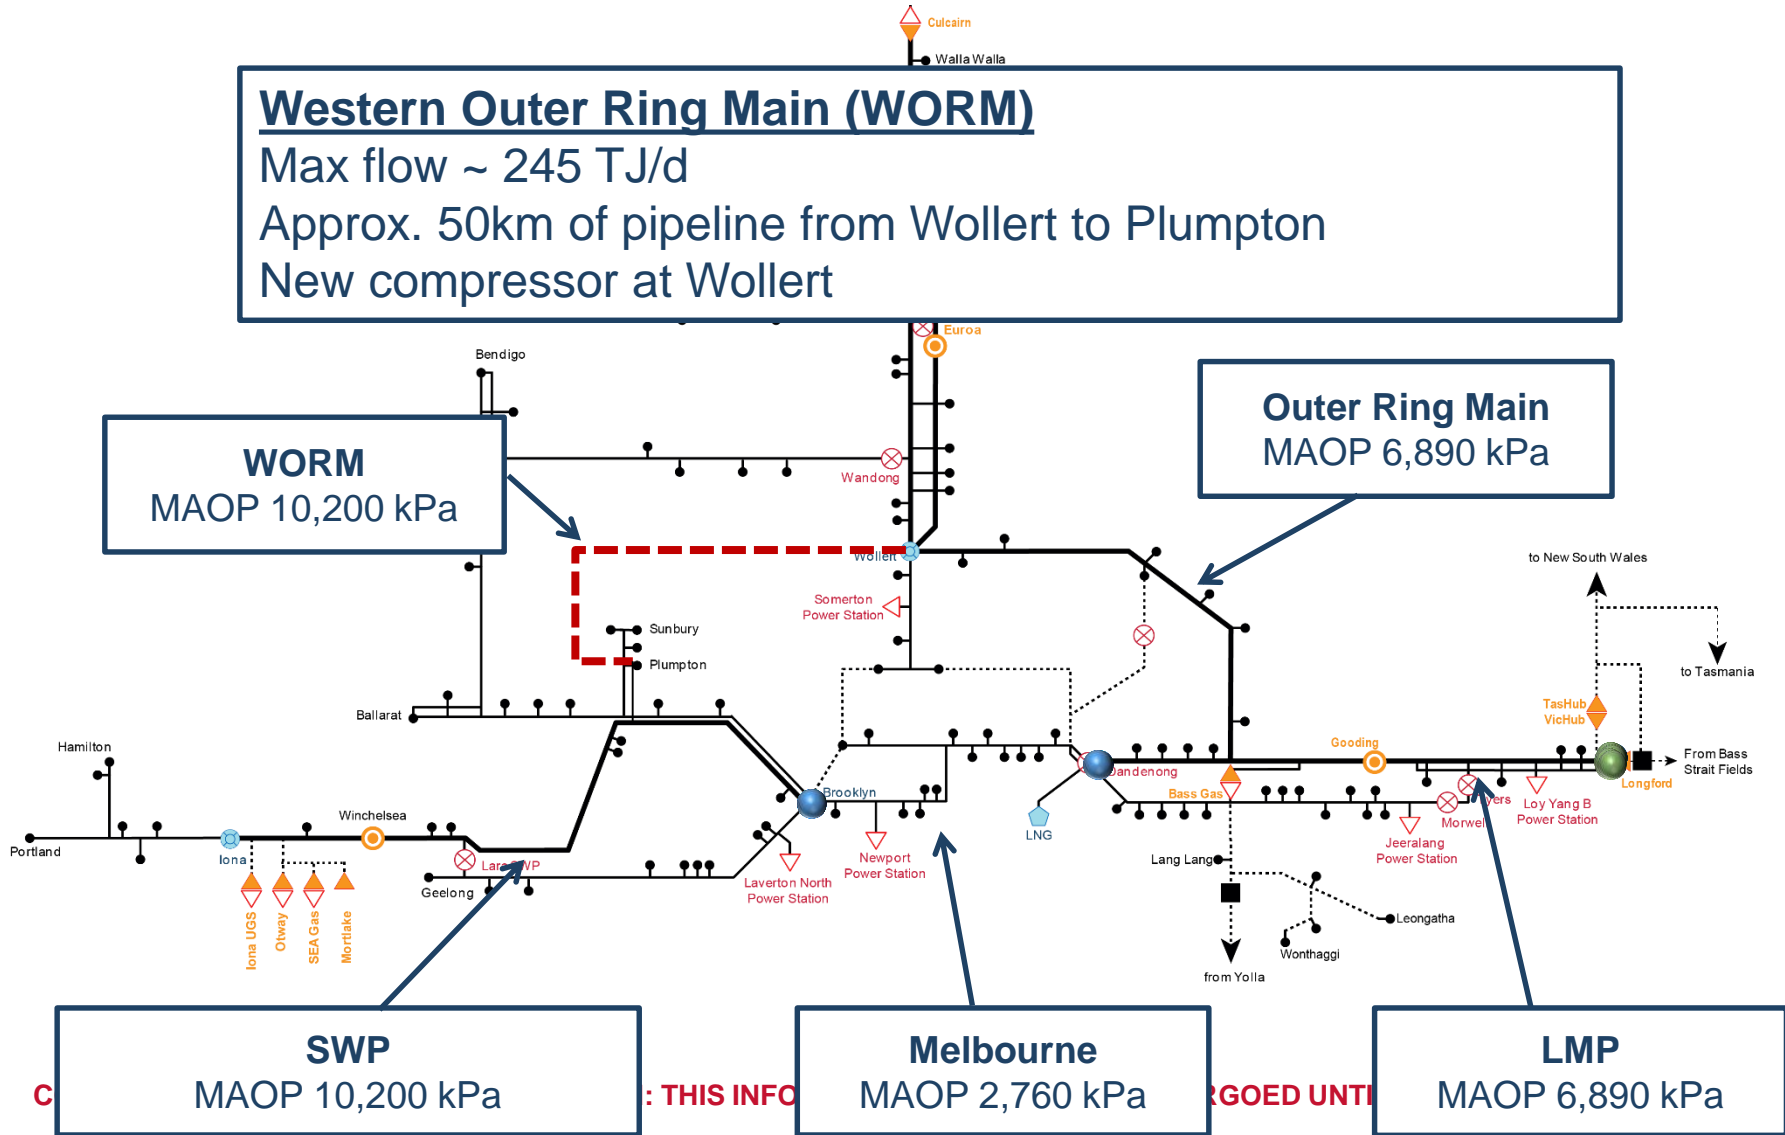 Culcairn
Walla Walla
Western Outer Ring Main (WORM)
Max flow ~ 245 TJ/d
Approx. 50km of pipeline from Wollert to Plumpton
New compressor at Wollert
Euroa
Bendigo
Outer Ring Main
MAOP 6,890 kPa
WORM
MAOP 10,200 kPa
Wandong
Wollert
to New South Wales
Somerton
Power Station
Sunbury
Plumpton
to Tasmania
Ballarat
TasHub
VicHub
Hamilton
Gooding
From Bass
Strait Fields
Dandenong
Longford
Bass Gas
Brooklyn
Loy Yang B
Power Station
Winchelsea
Morwell
LNG
Portland
Iona
Jeeralang
Power Station
Newport
Power Station
Lara SWP
Lang Lang
Geelong
Laverton North
Power Station
Leongatha
Iona UGS
Otway
SEA Gas
Mortlake
Wonthaggi
from Yolla
SWP
MAOP 10,200 kPa
Melbourne
MAOP 2,760 kPa
LMP
MAOP 6,890 kPa
: THIS INFO